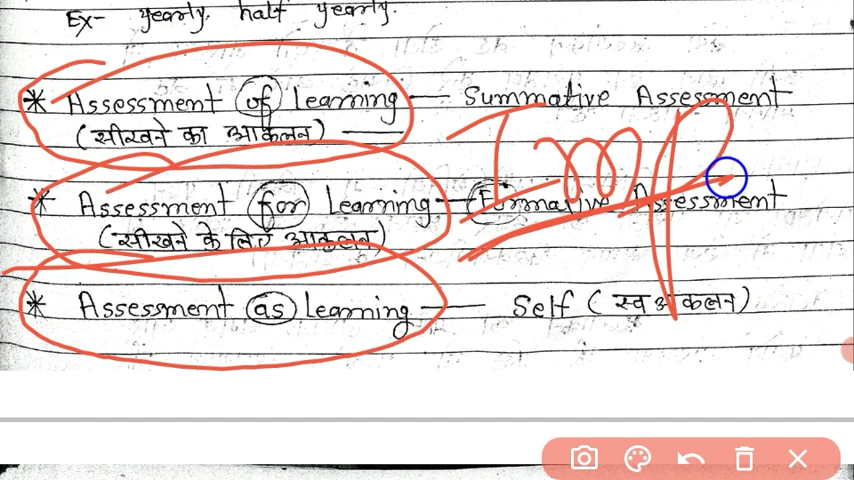 Ex- yearly, half yearly.
* Assessment of Learning — Summative Assessment
(सीखने का आकलन) —
* Assessment for Learning — Formative Assessment
(सीखने के लिए आकलन)
* Assessment as Learning — Self (स्व आकलन)
Imp